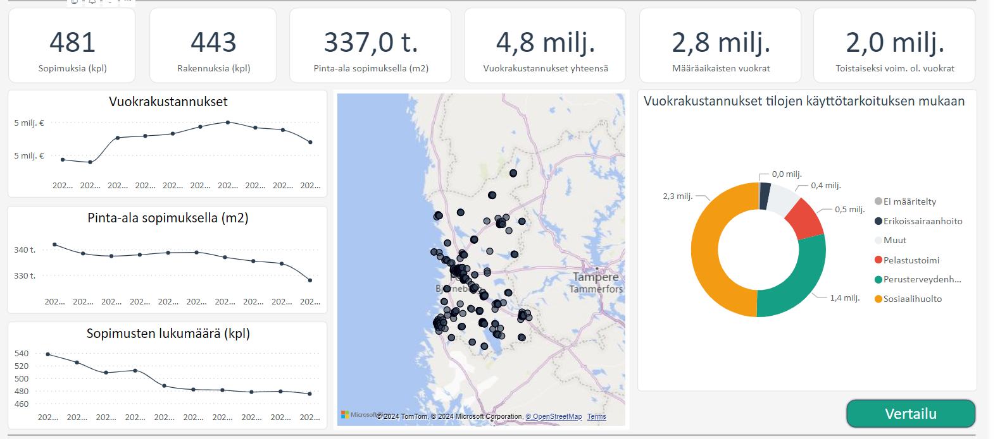 481
Sopimuksia (kpl)
443
Rakennuksia (kpl)
337,0 t.
Pinta-ala sopimuksella (m2)
4,8 milj.
Vuokrakustannukset yhteensä
2,8 milj.
Määräaikaisten vuokrat
2,0 milj.
Toistaiseksi voim. ol. vuokrat
Vuokrakustannukset
5 milj. €
5 milj. €
202... 202... 202... 202... 202... 202... 202... 202... 202... 202...
Pinta-ala sopimuksella (m2)
340 t.
330 t.
202... 202... 202... 202... 202... 202... 202... 202... 202... 202...
Sopimusten lukumäärä (kpl)
540
520
500
480
460
202... 202... 202... 202... 202... 202... 202... 202... 202... 202...
Tampere
Tammerfors
Microsoft
© 2024 TomTom, © 2024 Microsoft Corporation, © OpenStreetMap Terms
Vuokrakustannukset tilojen käyttötarkoituksen mukaan
0,0 milj.
0,4 milj.
2,3 milj.
0,5 milj.
1,4 milj.
Ei määritelty
Erikoissairaanhoito
Muut
Pelastustoimi
Perusterveydenh...
Sosiaalihuolto
Vertailu